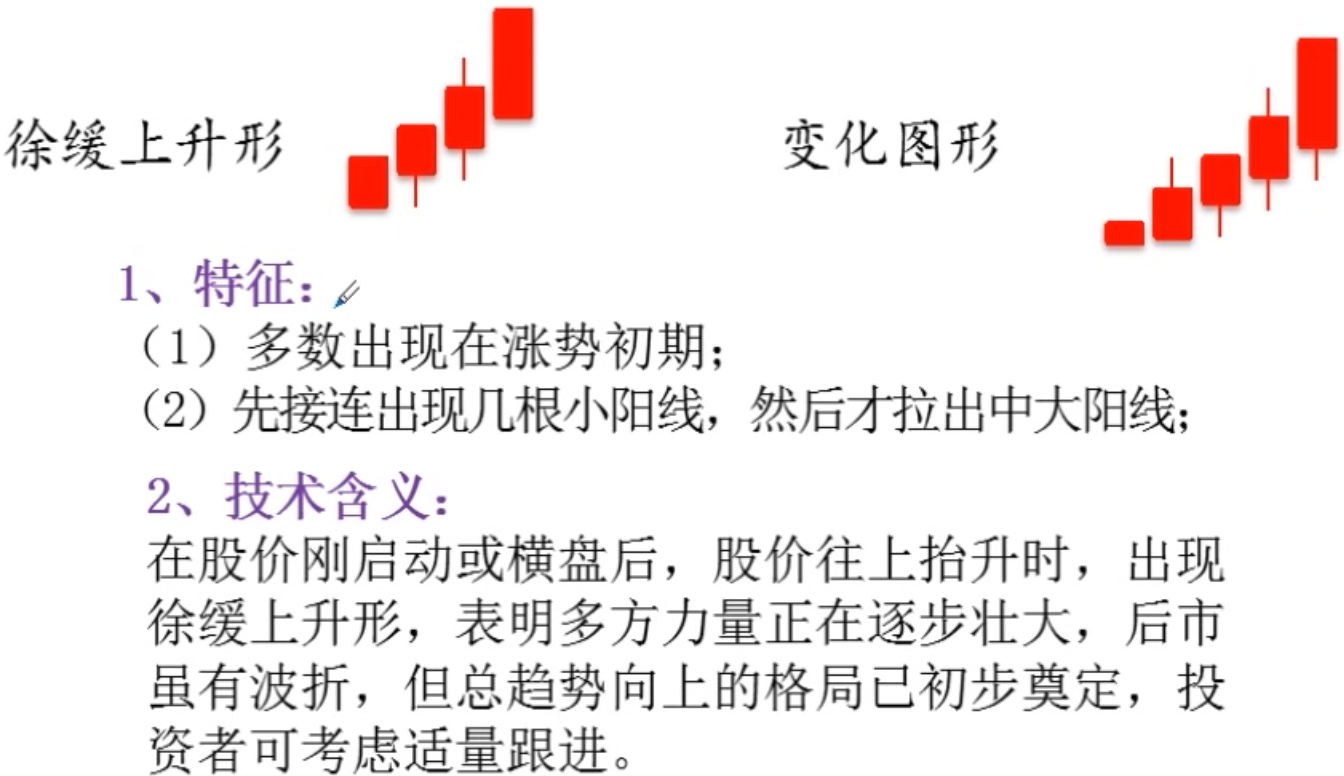 徐缓上升形
变化图形
1、特征：
（1）多数出现在涨势初期；
（2）先接连出现几根小阳线，然后才拉出中大阳线；
2、技术含义：
在股价刚启动或横盘后，股价往上抬升时，出现
徐缓上升形，表明多方力量正在逐步壮大，后市
虽有波折，但总趋势向上的格局已初步奠定，投
资者可考虑适量跟进。